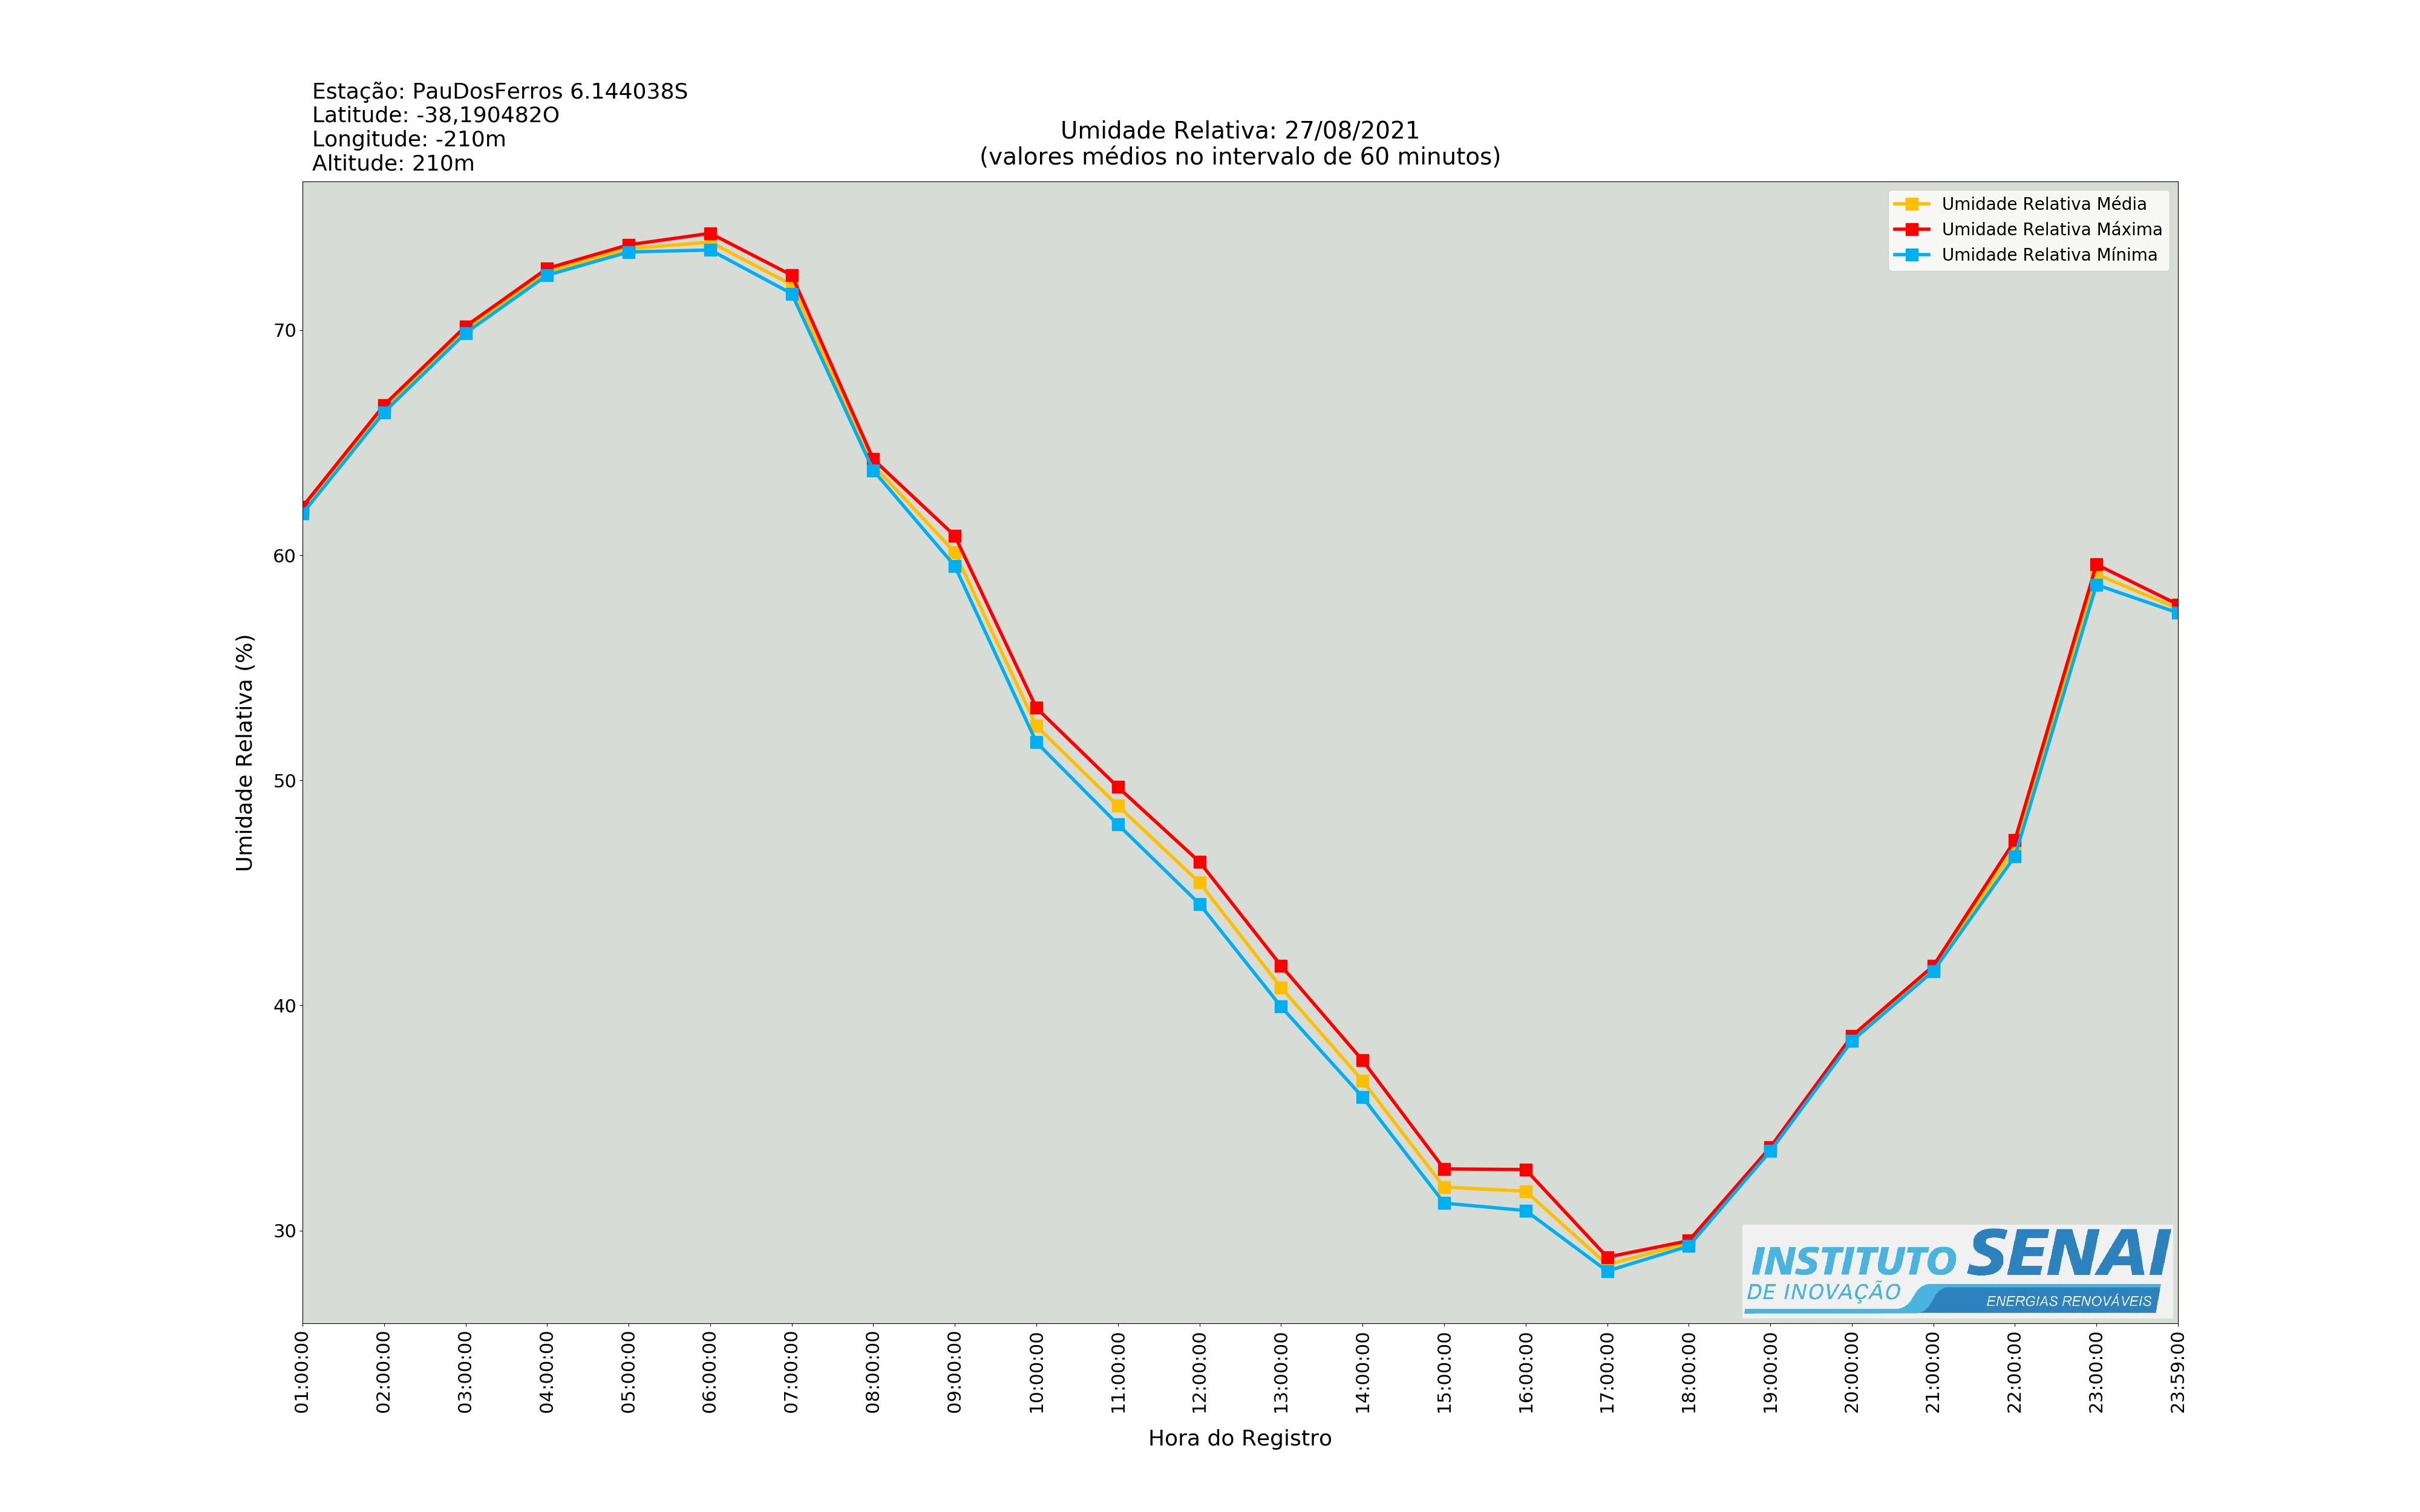 Estação: PauDosFerros 6.144038S
Latitude: -38,190482O
Longitude: -210m
Altitude: 210m
Umidade Relativa: 27/08/2021
(valores médios no intervalo de 60 minutos)
Umidade Relativa Média
Umidade Relativa Máxima
Umidade Relativa Mínima
Umidade Relativa (%)
70
60
50
40
30
INSTITUTO SENAI
DE INOVAÇÃO
ENERGIAS RENOVÁVEIS
01:00:00
02:00:00
03:00:00
04:00:00
05:00:00
06:00:00
07:00:00
08:00:00
09:00:00
10:00:00
11:00:00
12:00:00
13:00:00
14:00:00
15:00:00
16:00:00
17:00:00
18:00:00
19:00:00
20:00:00
21:00:00
22:00:00
23:00:00
23:59:00
Hora do Registro